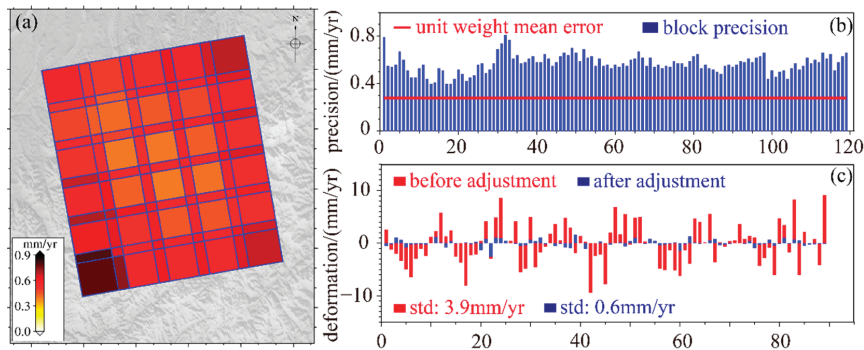 (a)
N
mm/yr
0.9
0.6
0.3
0.0
(b)
unit weight mean error
block precision
precision/(mm/yr)
0.8
0.4
0
0 20 40 60 80 100 120
(c)
before adjustment
after adjustment
deformation/(mm/yr)
10
0
−10
std: 3.9mm/yr
std: 0.6mm/yr
0 20 40 60 80